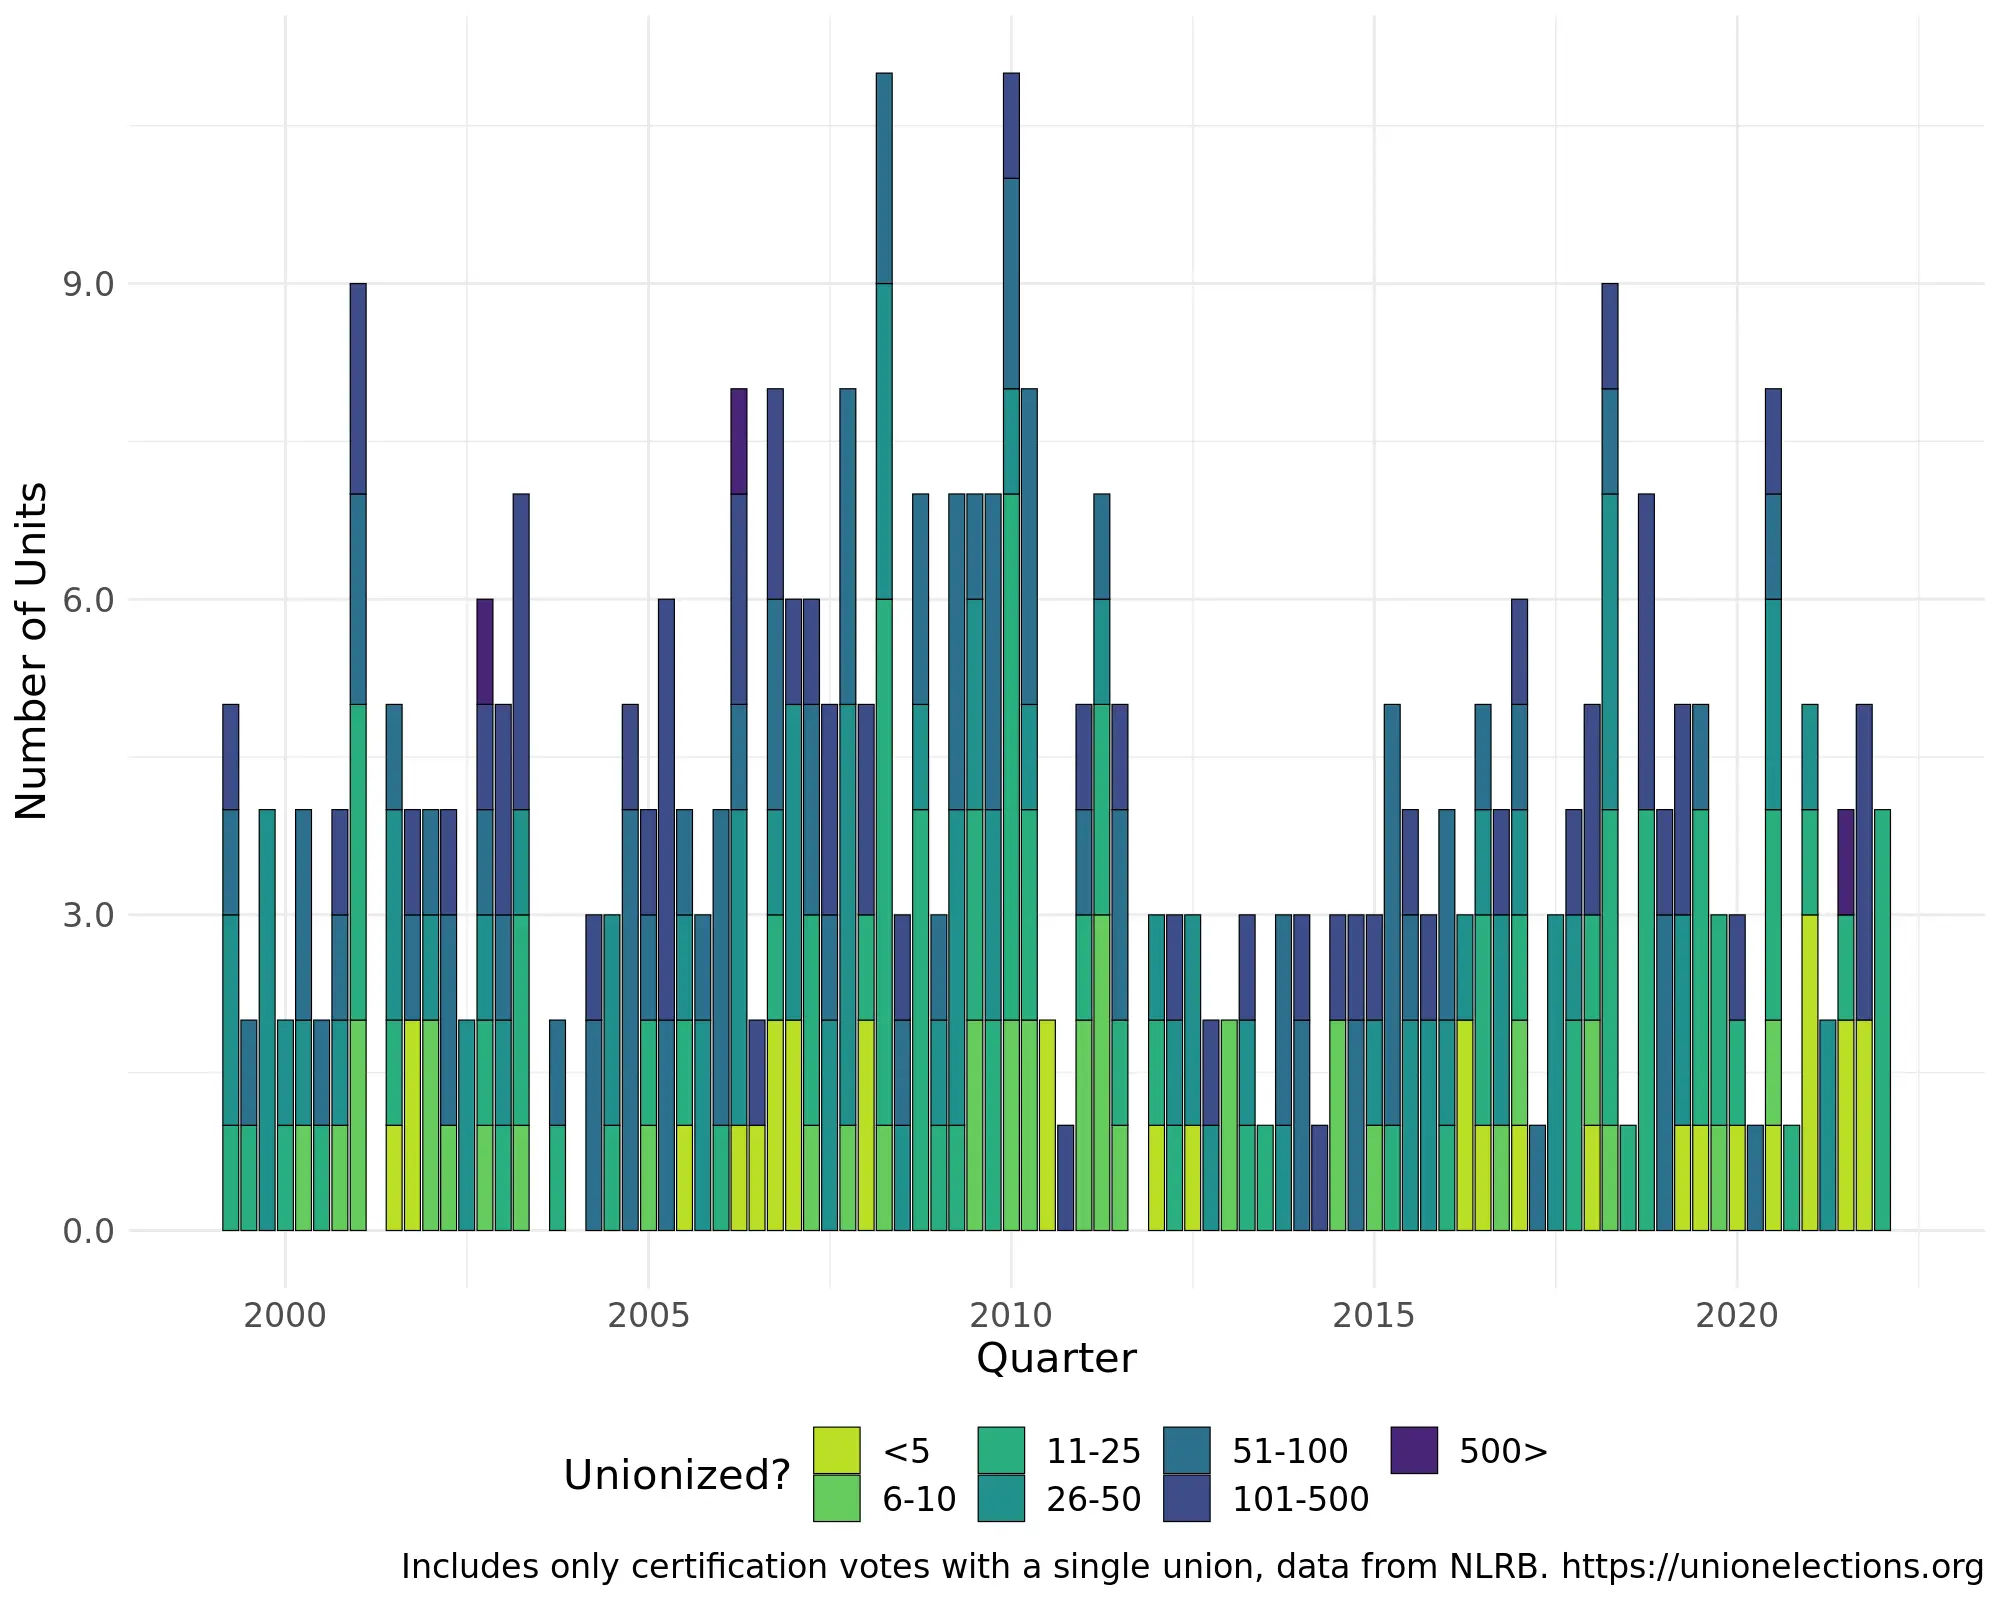 9.0
6.0
3.0
0.0
Number of Units
2000 2005 2010 2015 2020
Quarter
Unionized?
<5 11-25 51-100 500>
6-10 26-50 101-500
Includes only certification votes with a single union, data from NLRB. https://unionelections.org